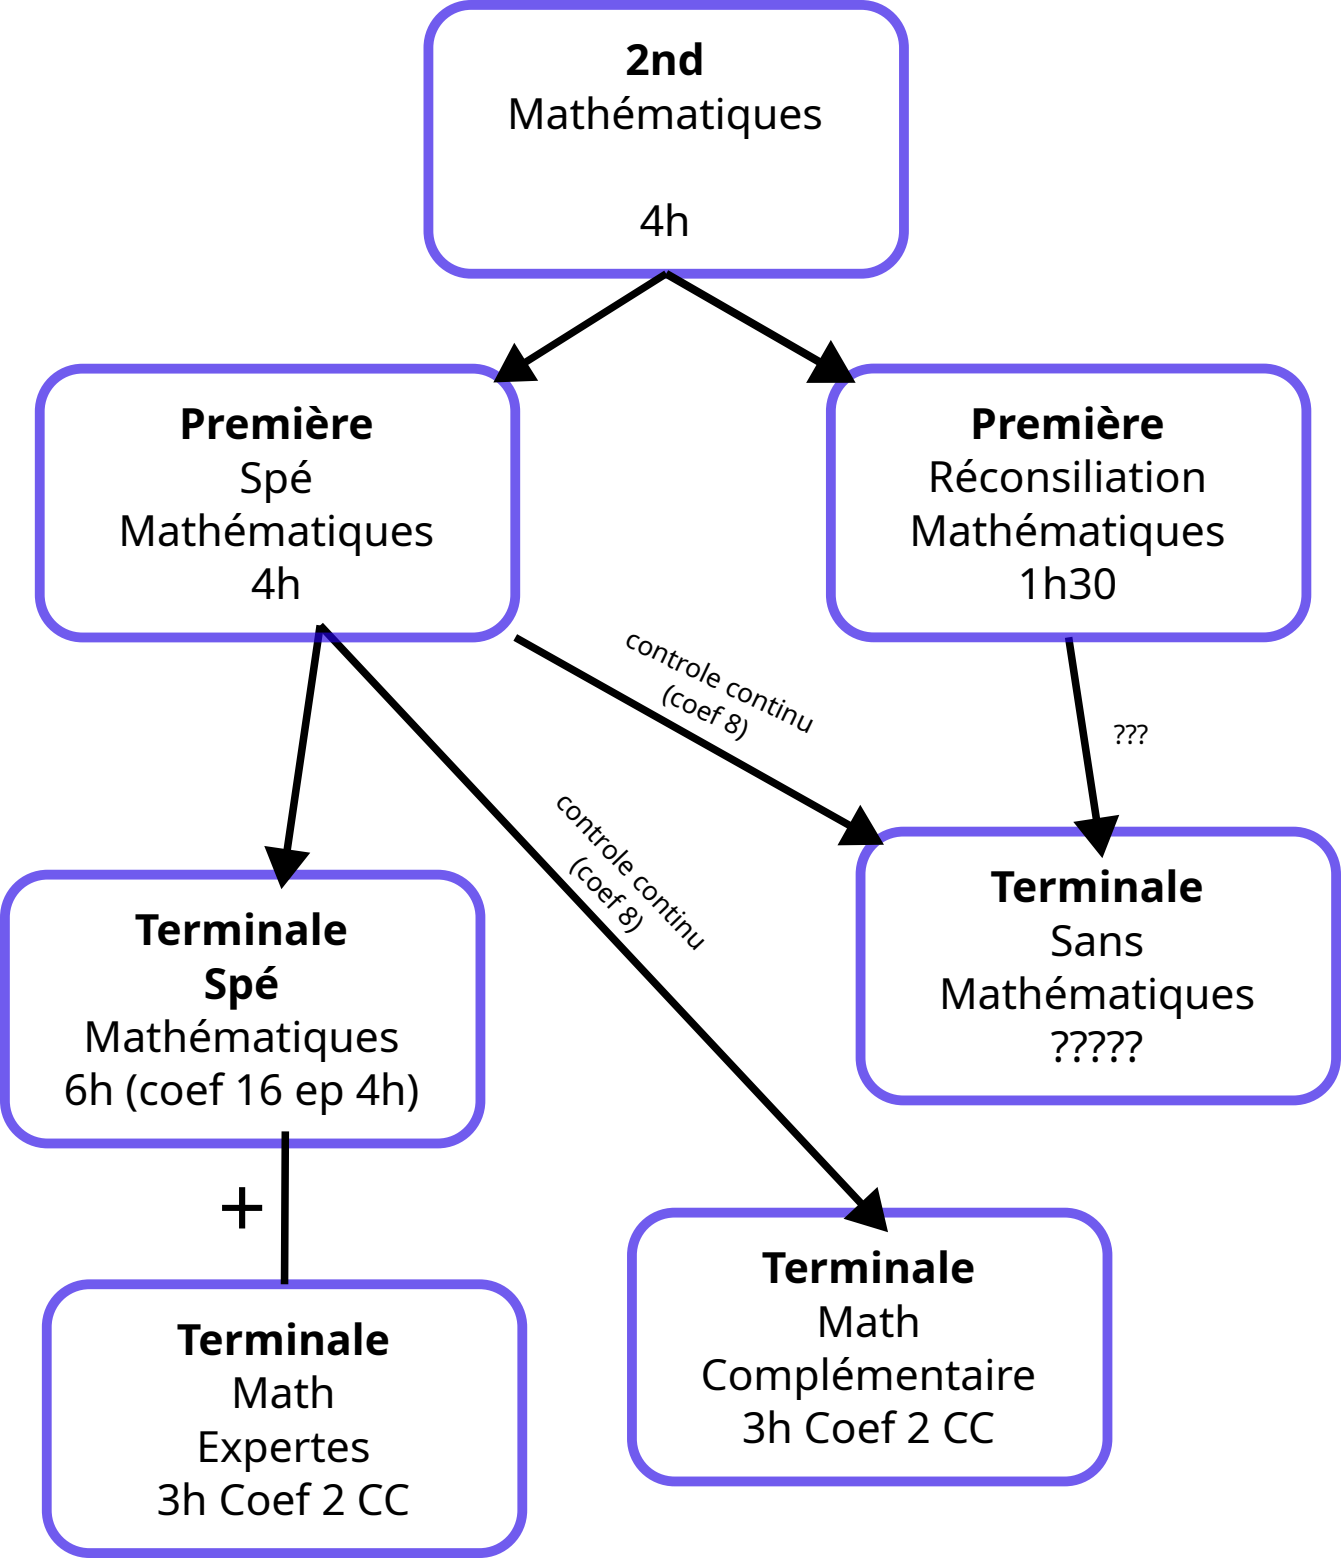 2nd
Mathématiques
4h
Première
Spé
Mathématiques
4h
Première
Réconsiliation
Mathématiques
1h30
controle continu
(coef 8)
???
controle continu
(coef 8)
Terminale
Sans
Mathématiques
?????
Terminale
Spé
Mathématiques
6h (coef 16 ep 4h)
+
Terminale
Math
Complémentaire
3h Coef 2 CC
Terminale
Math
Expertes
3h Coef 2 CC